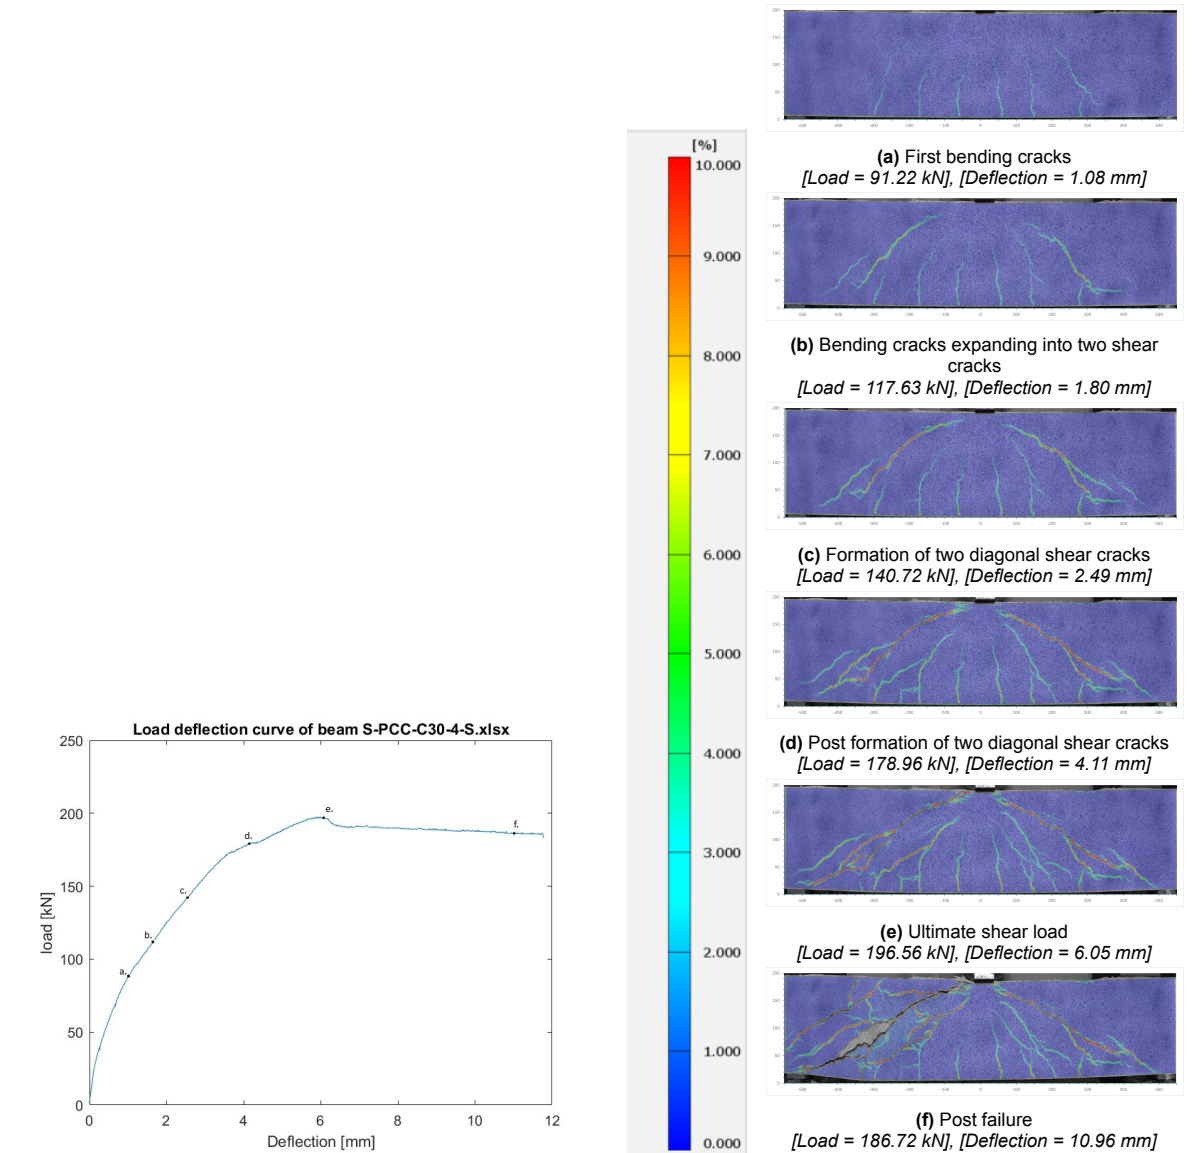 Load deflection curve of beam S-PCC-C30-4-S.xlsx
250
200
150
100
50
0
load [kN]
0 2 4 6 8 10 12
Deflection [mm]
a.
b.
c.
d.
e.
f.
[%]
10.000
9.000
8.000
7.000
6.000
5.000
4.000
3.000
2.000
1.000
0.000
(a) First bending cracks
[Load = 91.22 kN], [Deflection = 1.08 mm]
(b) Bending cracks expanding into two shear
cracks
[Load = 117.63 kN], [Deflection = 1.80 mm]
(c) Formation of two diagonal shear cracks
[Load = 140.72 kN], [Deflection = 2.49 mm]
(d) Post formation of two diagonal shear cracks
[Load = 178.96 kN], [Deflection = 4.11 mm]
(e) Ultimate shear load
[Load = 196.56 kN], [Deflection = 6.05 mm]
(f) Post failure
[Load = 186.72 kN], [Deflection = 10.96 mm]